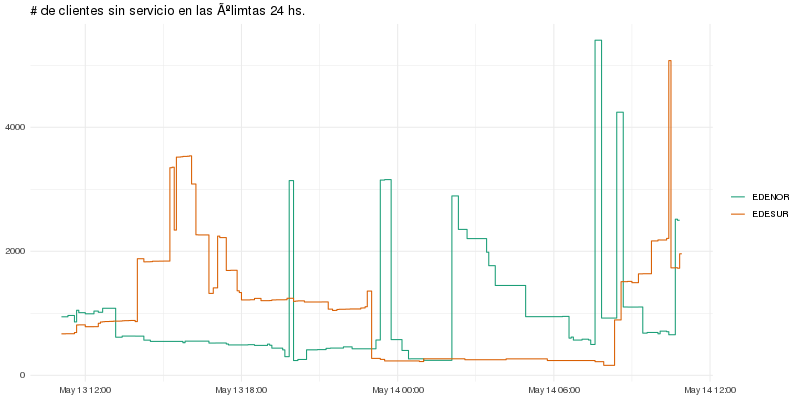 # de clientes sin servicio en las Ãºlimtas 24 hs.
4000
2000
0
May 13 12:00
May 13 18:00
May 14 00:00
May 14 06:00
May 14 12:00
EDENOR
EDESUR